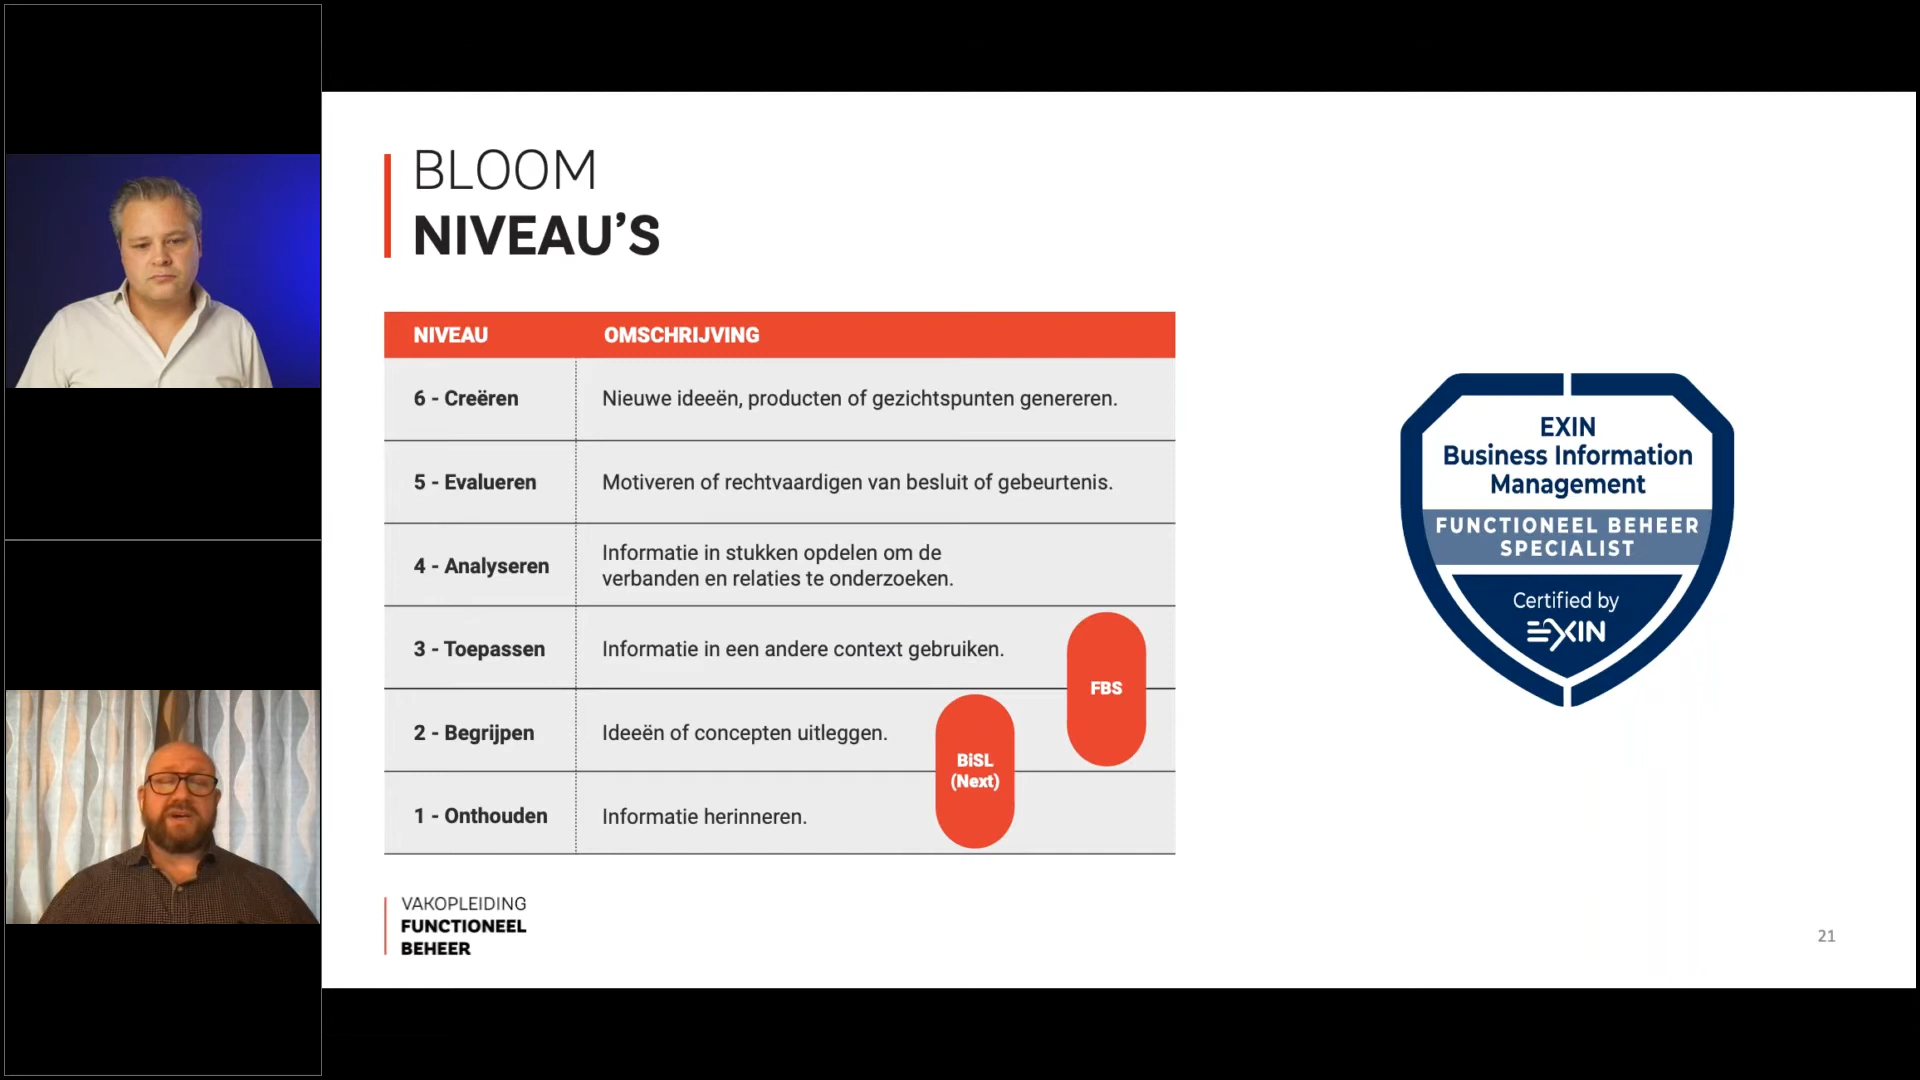 BLOOM
NIVEAU'S
NIVEAU OMSCHRIJVING
6 - Creëren Nieuwe ideeën, producten of gezichtspunten genereren.
5 - Evalueren Motiveren of rechtvaardigen van besluit of gebeurtenis.
4 - Analyseren Informatie in stukken opdelen om de
verbanden en relaties te onderzoeken.
3 - Toepassen Informatie in een andere context gebruiken.
FBS
2 - Begrijpen Ideeën of concepten uitleggen.
BiSL
(Next)
1 - Onthouden Informatie herinneren.
EXIN
Business Information
Management
FUNCTIONEEL BEHEER
SPECIALIST
Certified by
EXIN
VAKOPLEIDING
FUNCTIONEEL
BEHEER
21